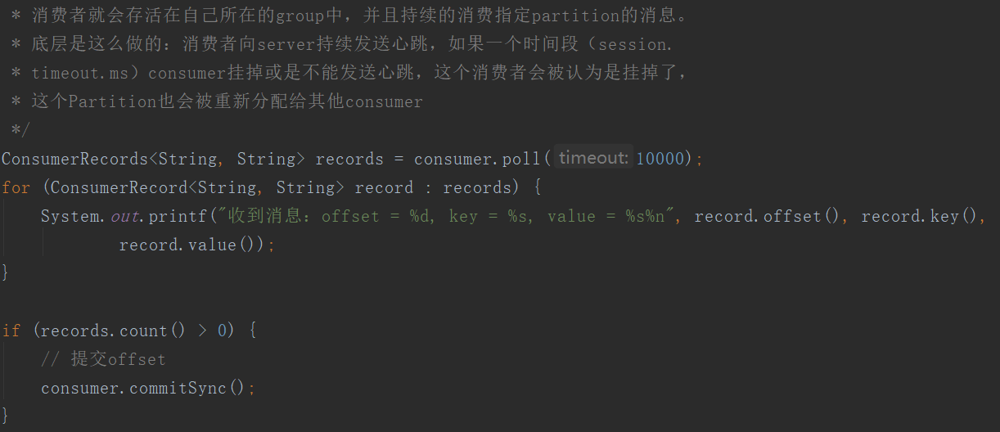 * 消费者就会存活在自己所在的group中，并且持续的消费指定partition的消息。
* 底层是这么做的：消费者向server持续发送心跳，如果一个时间段（session.
* timeout.ms）consumer挂掉或是不能发送心跳，这个消费者会被认为是挂掉了，
* 这个Partition也会被重新分配给其他consumer
*/
ConsumerRecords<String, String> records = consumer.poll( timeout: 10000);
for (ConsumerRecord<String, String> record : records) {
System.out.printf("收到消息：offset = %d, key = %s, value = %s%n", record.offset(), record.key(),
record.value());
}
if (records.count() > 0) {
// 提交offset
consumer.commitSync();
}